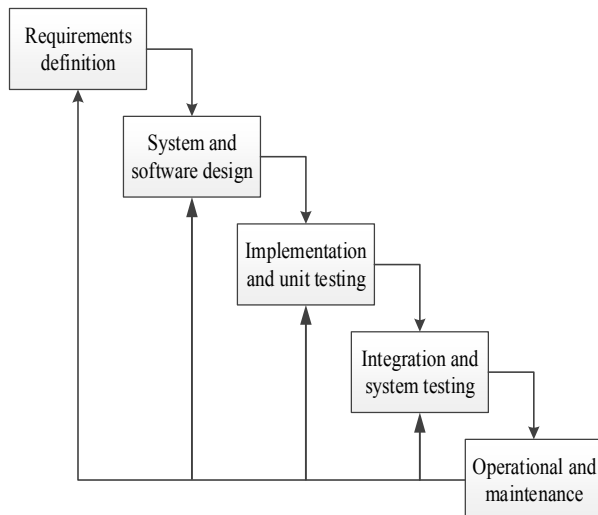 Requirements
definition
System and
software design
Implementation
and unit testing
Integration and
system testing
Operational and
maintenance